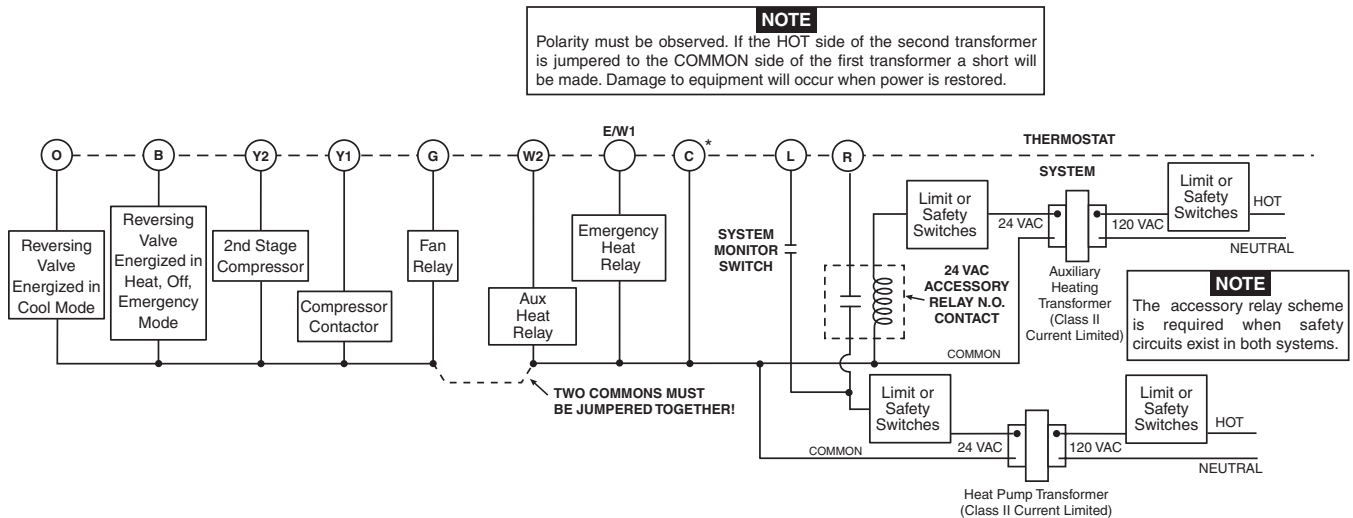 NOTE
Polarity must be observed. If the HOT side of the second transformer
is jumpered to the COMMON side of the first transformer a short will
be made. Damage to equipment will occur when power is restored.
O
B
Y2
Y1
G
W2
E/W1
C
*
L
R
THERMOSTAT
SYSTEM
Reversing
Valve
Energized in
Cool Mode
Reversing
Valve
Energized in
Heat, Off,
Emergency
Mode
2nd Stage
Compressor
Compressor
Contactor
Fan
Relay
Aux
Heat
Relay
Emergency
Heat
Relay
SYSTEM
MONITOR
SWITCH
Limit or
Safety
Switches
24 VAC
120 VAC
Limit or
Safety
Switches
HOT
NEUTRAL
24 VAC
ACCESSORY
RELAY N.O.
CONTACT
Auxiliary
Heating
Transformer
(Class II
Current Limited)
NOTE
The accessory relay scheme
is required when safety
circuits exist in both systems.
COMMON
TWO COMMONS MUST
BE JUMPERED TOGETHER!
Limit or
Safety
Switches
COMMON
24 VAC
120 VAC
Limit or
Safety
Switches
HOT
NEUTRAL
Heat Pump Transformer
(Class II Current Limited)